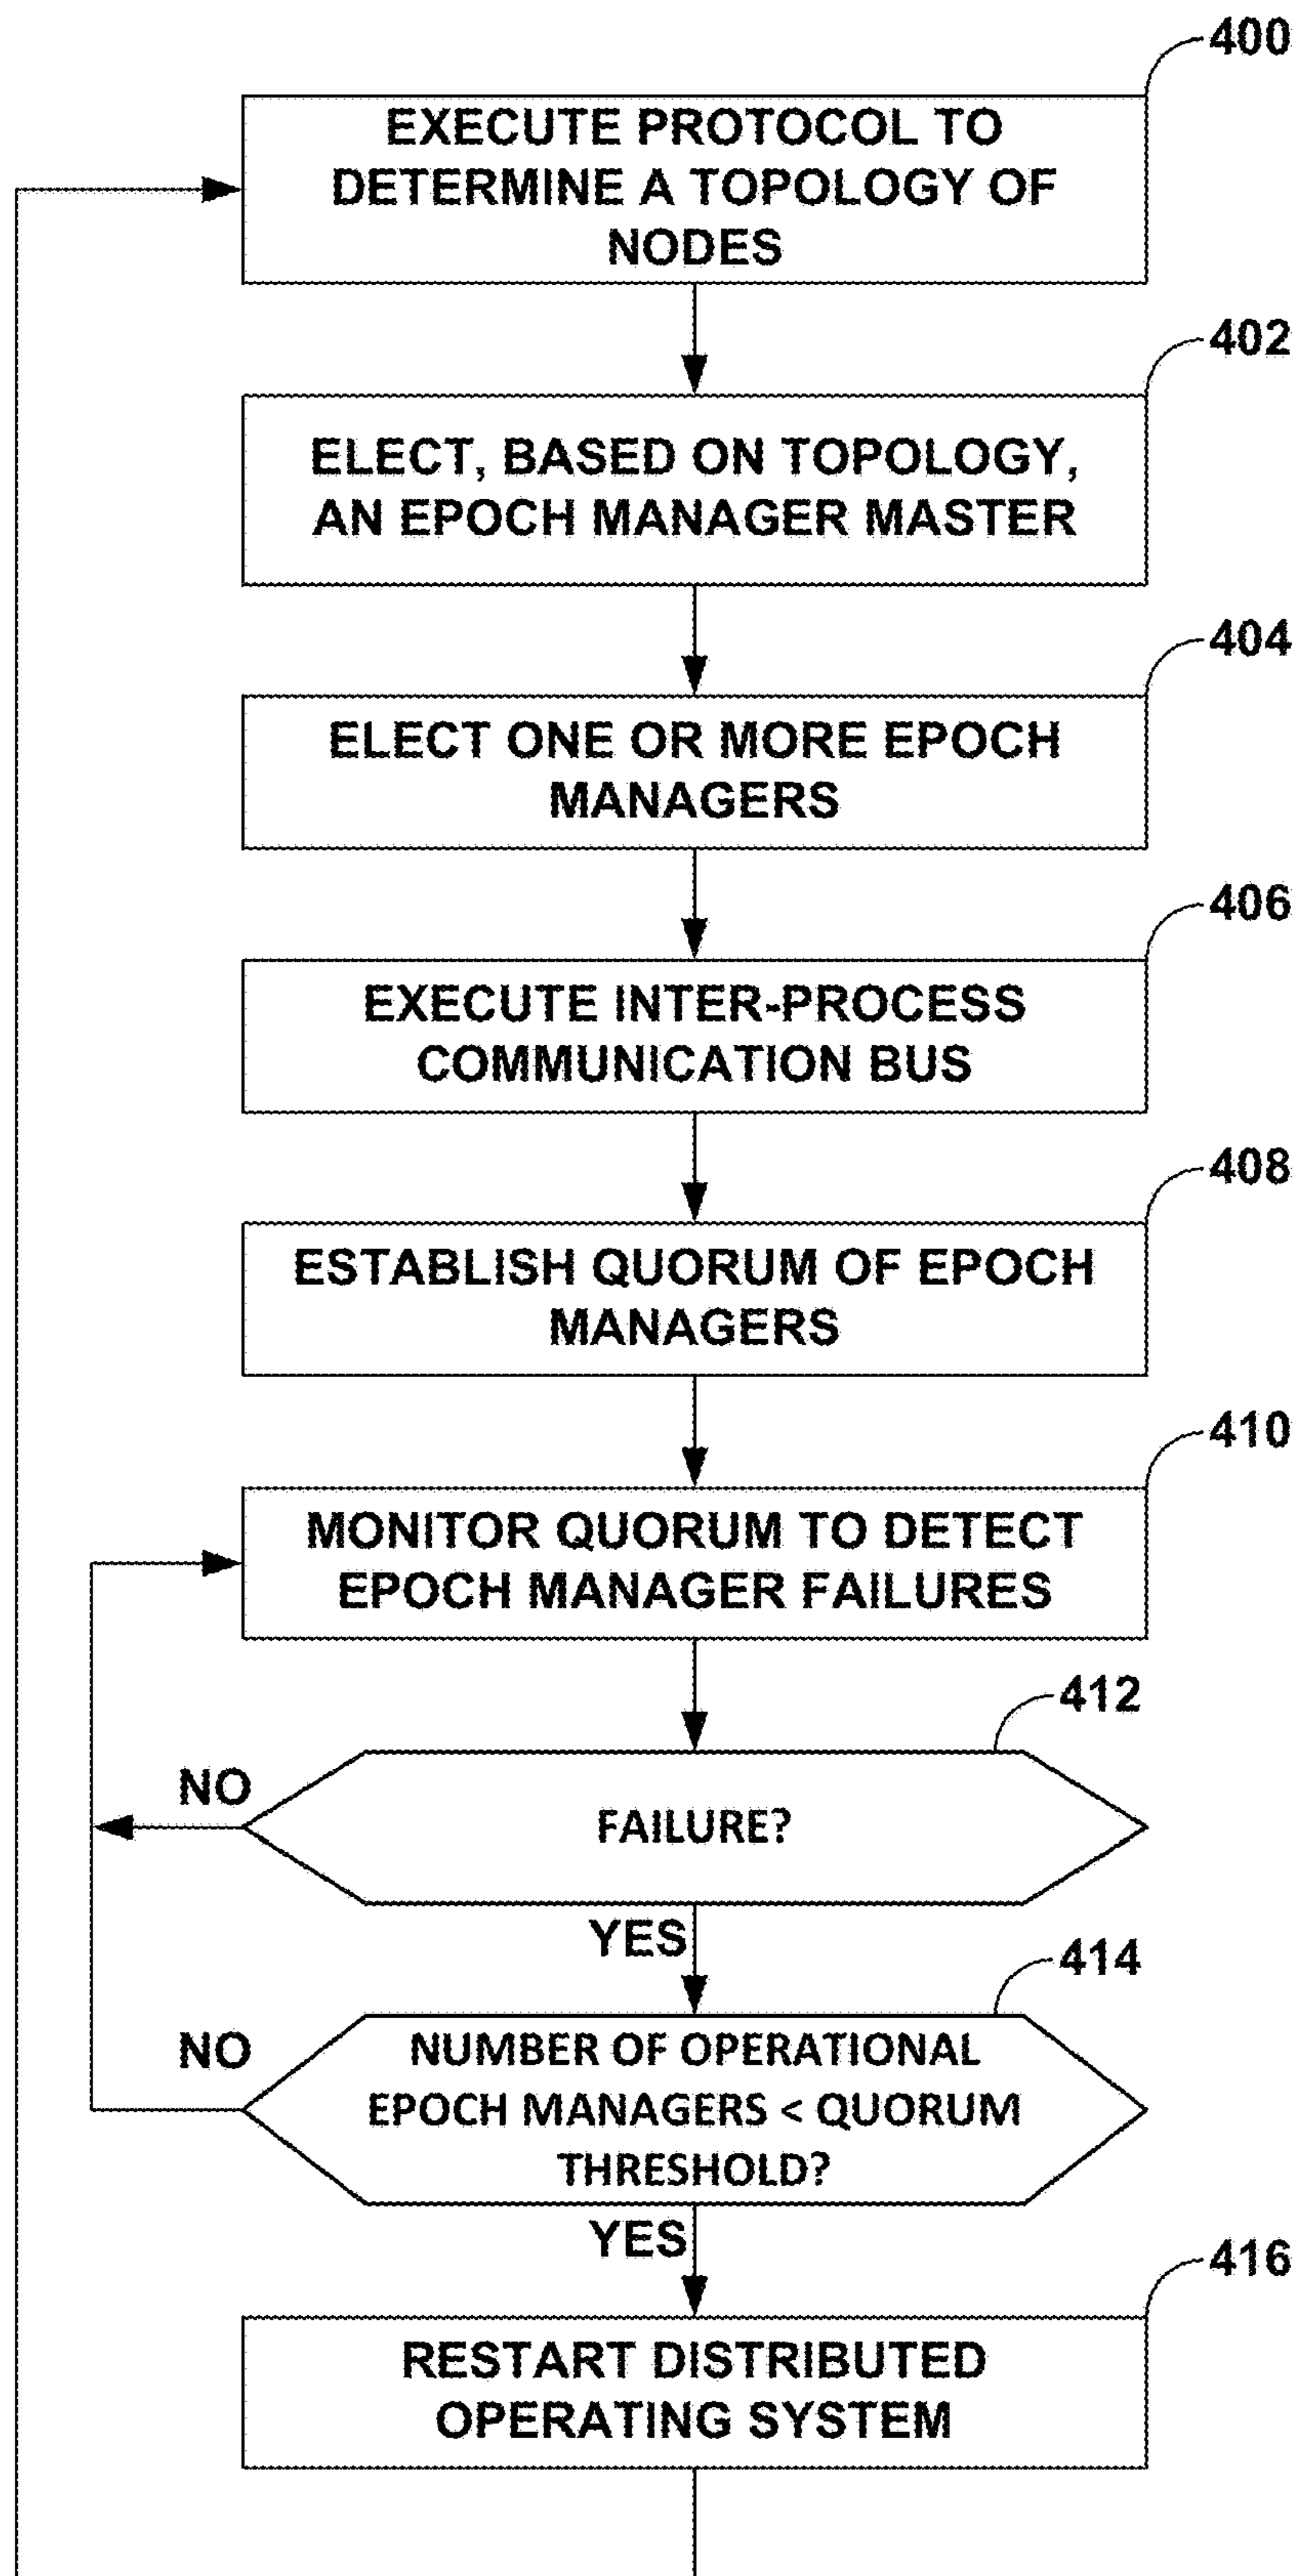 400
EXECUTE PROTOCOL TO
DETERMINE A TOPOLOGY OF
NODES
402
ELECT, BASED ON TOPOLOGY,
AN EPOCH MANAGER MASTER
404
ELECT ONE OR MORE EPOCH
MANAGERS
406
EXECUTE INTER-PROCESS
COMMUNICATION BUS
408
ESTABLISH QUORUM OF EPOCH
MANAGERS
410
MONITOR QUORUM TO DETECT
EPOCH MANAGER FAILURES
412
NO
FAILURE?
YES
414
NO
NUMBER OF OPERATIONAL
EPOCH MANAGERS < QUORUM
THRESHOLD?
YES
416
RESTART DISTRIBUTED
OPERATING SYSTEM